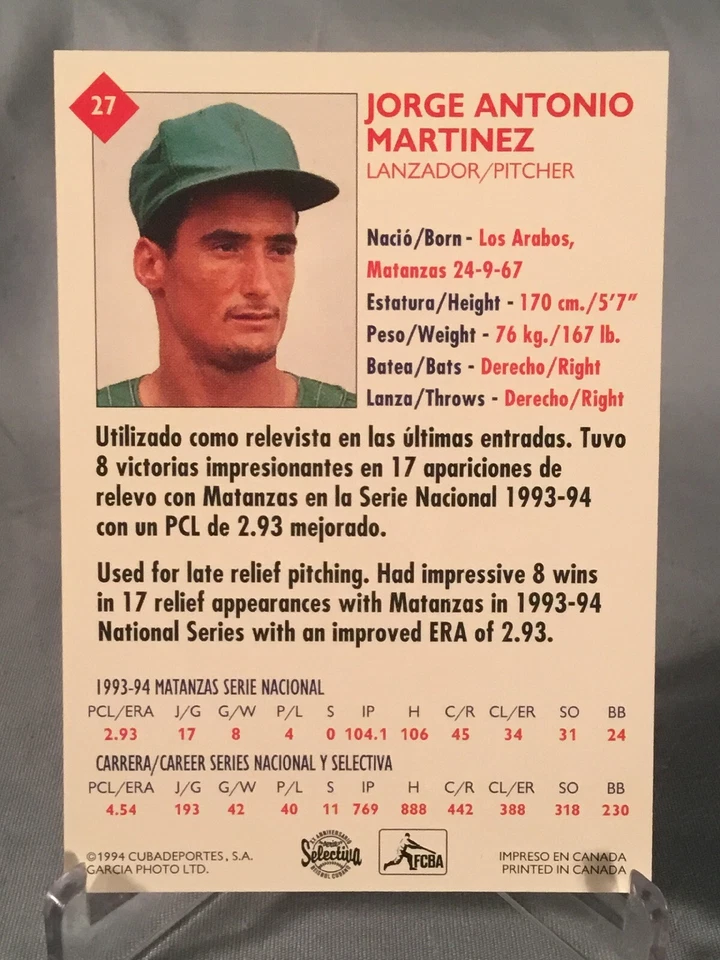 27
JORGE ANTONIO
MARTINEZ
LANZADOR/PITCHER
Nació/Born - Los Arabos,
Matanzas 24-9-67
Estatura/Height - 170 cm./5'7"
Peso/Weight - 76 kg./167 lb.
Batea/Bats - Derecho/Right
Lanza/Throws - Derecho/Right
Utilizado como relevista en las últimas entradas. Tuvo
8 victorias impresionantes en 17 apariciones de
relevo con Matanzas en la Serie Nacional 1993-94
con un PCL de 2.93 mejorado.
Used for late relief pitching. Had impressive 8 wins
in 17 relief appearances with Matanzas in 1993-94
National Series with an improved ERA of 2.93.
1993-94 MATANZAS SERIE NACIONAL
PCL/ERA J/G G/W P/L S IP H C/R CL/ER SO BB
2.93 17 8 4 0 104.1 106 45 34 31 24
CARRERA/CAREER SERIES NACIONAL Y SELECTIVA
PCL/ERA J/G G/W P/L S IP H C/R CL/ER SO BB
4.54 193 42 40 11 769 888 442 388 318 230
©1994 CUBADEPORTES, S.A.
GARCIA PHOTO LTD.
ANIVERSARIO
Selectiva
BEISBOL CUBANO
FCBA
IMPRESO EN CANADA
PRINTED IN CANADA